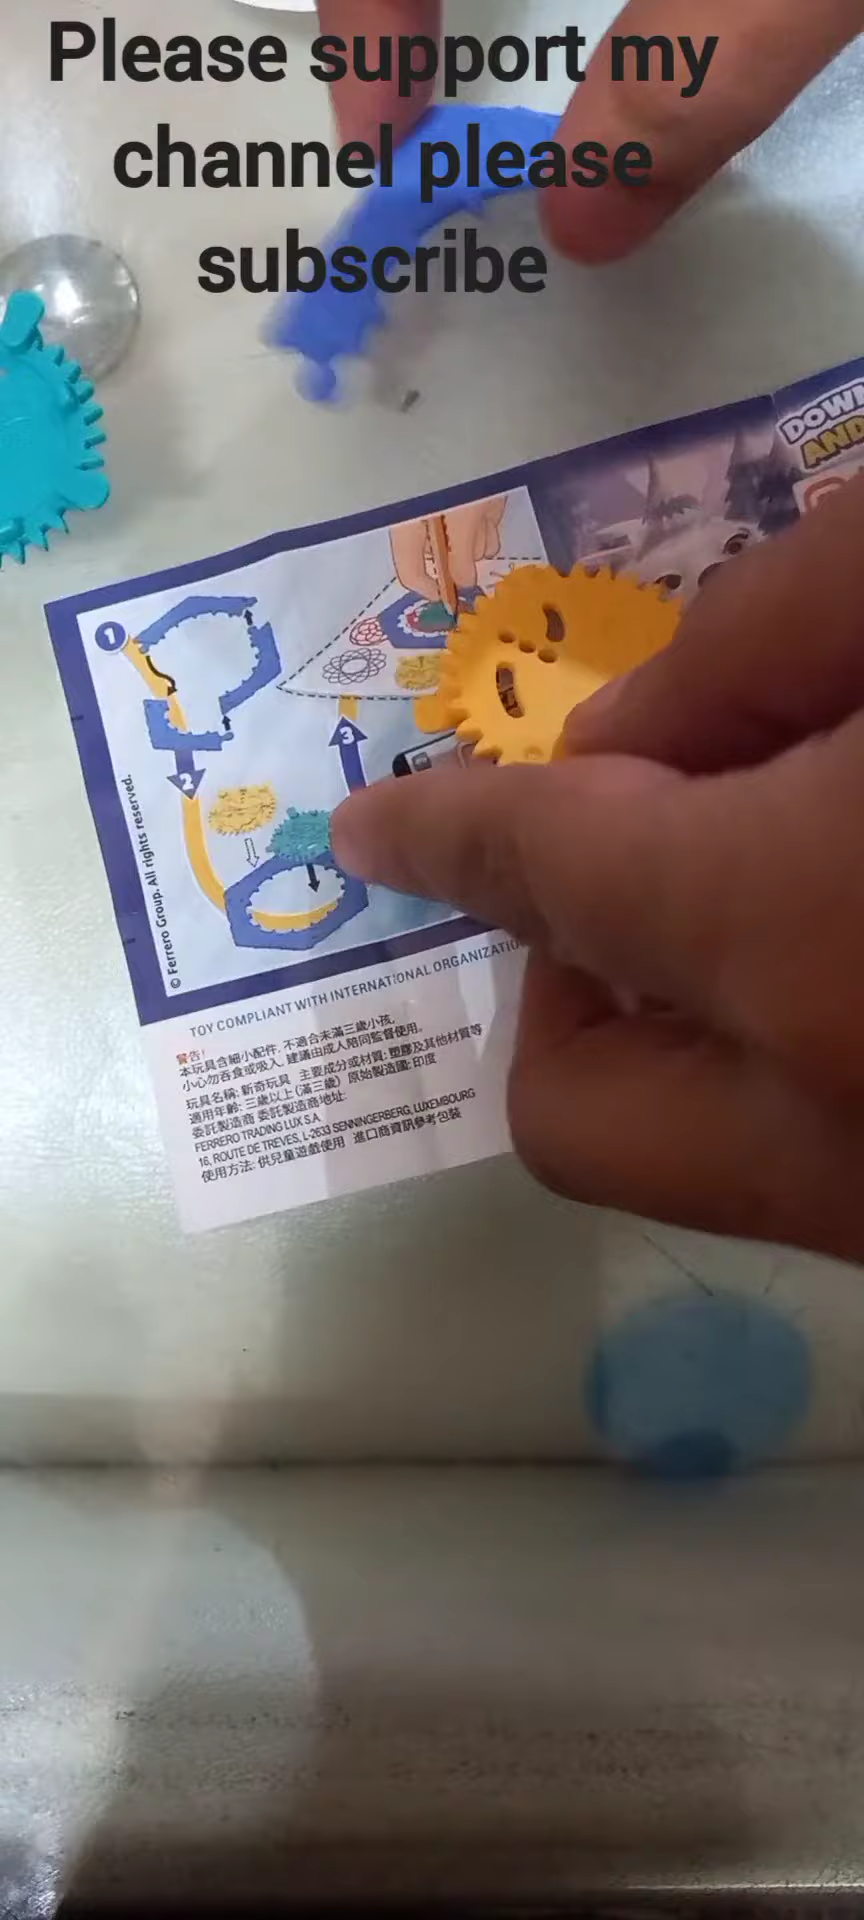 Please support my
channel please
subscribe
DOW
AND
1
2
3
© Ferrero Group. All rights reserved.
TOY COMPLIANT WITH INTERNATIONAL ORGANIZATIO
警告!
本玩具含細小配件, 不適合未滿三歲小孩,
小心勿吞食或吸入, 建議由成人陪同監督使用。
玩具名稱: 新奇玩具 主要成分或材質: 塑膠及其他材質等
適用年齡: 三歲以上(滿三歲) 原始製造國: 印度
委託製造商 委託製造商地址:
FERRERO TRADING LUX S.A
16, ROUTE DE TREVES, L-2633 SENNINGERBERG, LUXEMBOURG
使用方法: 供兒童遊戲使用 進口商資訊參考包裝